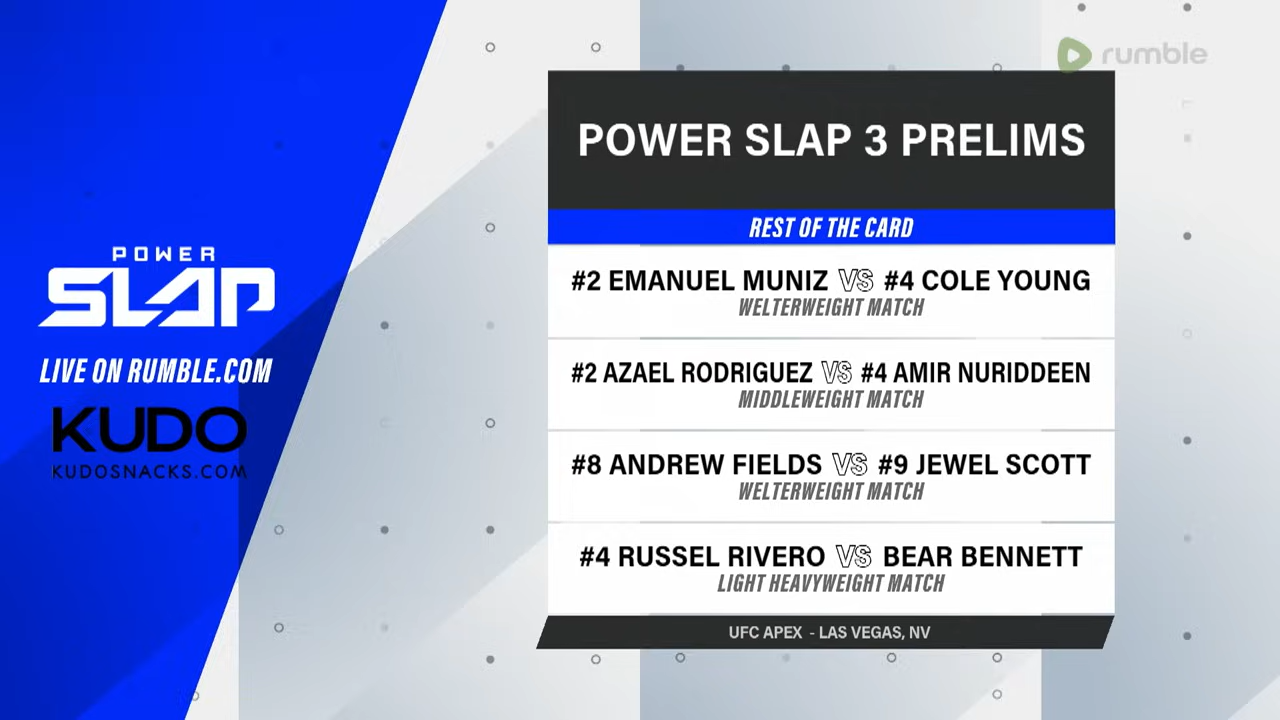 POWER
SLAP
LIVE ON RUMBLE.COM
KUDO
KUDOSNACKS.COM
rumble
POWER SLAP 3 PRELIMS
REST OF THE CARD
#2 EMANUEL MUNIZ VS #4 COLE YOUNG
WELTERWEIGHT MATCH
#2 AZAEL RODRIGUEZ VS #4 AMIR NURIDDEEN
MIDDLEWEIGHT MATCH
#8 ANDREW FIELDS VS #9 JEWEL SCOTT
WELTERWEIGHT MATCH
#4 RUSSEL RIVERO VS BEAR BENNETT
LIGHT HEAVYWEIGHT MATCH
UFC APEX - LAS VEGAS, NV